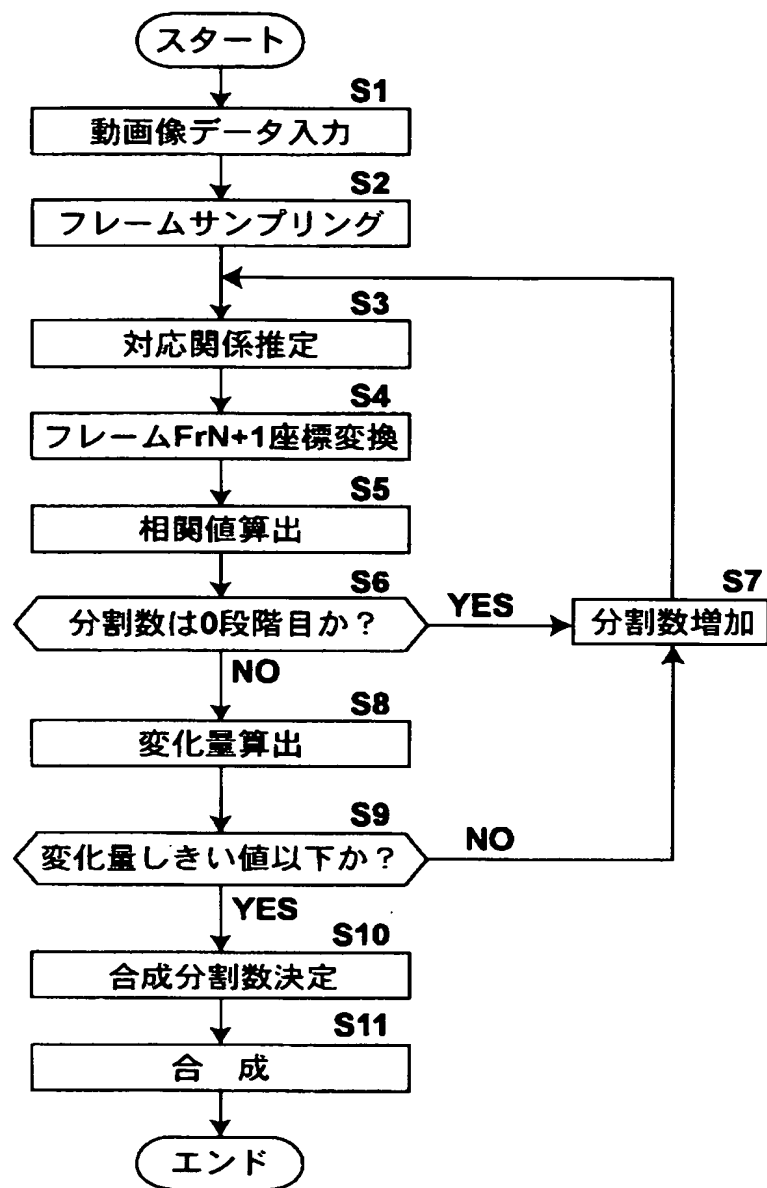 スタート
S1
動画像データ入力
S2
フレームサンプリング
S3
対応関係推定
S4
フレームFrN+1座標変換
S5
相関値算出
S6
分割数は0段階目か?
YES
S7
分割数増加
NO
S8
変化量算出
S9
変化量しきい値以下か?
NO
YES
S10
合成分割数決定
S11
合 成
エンド